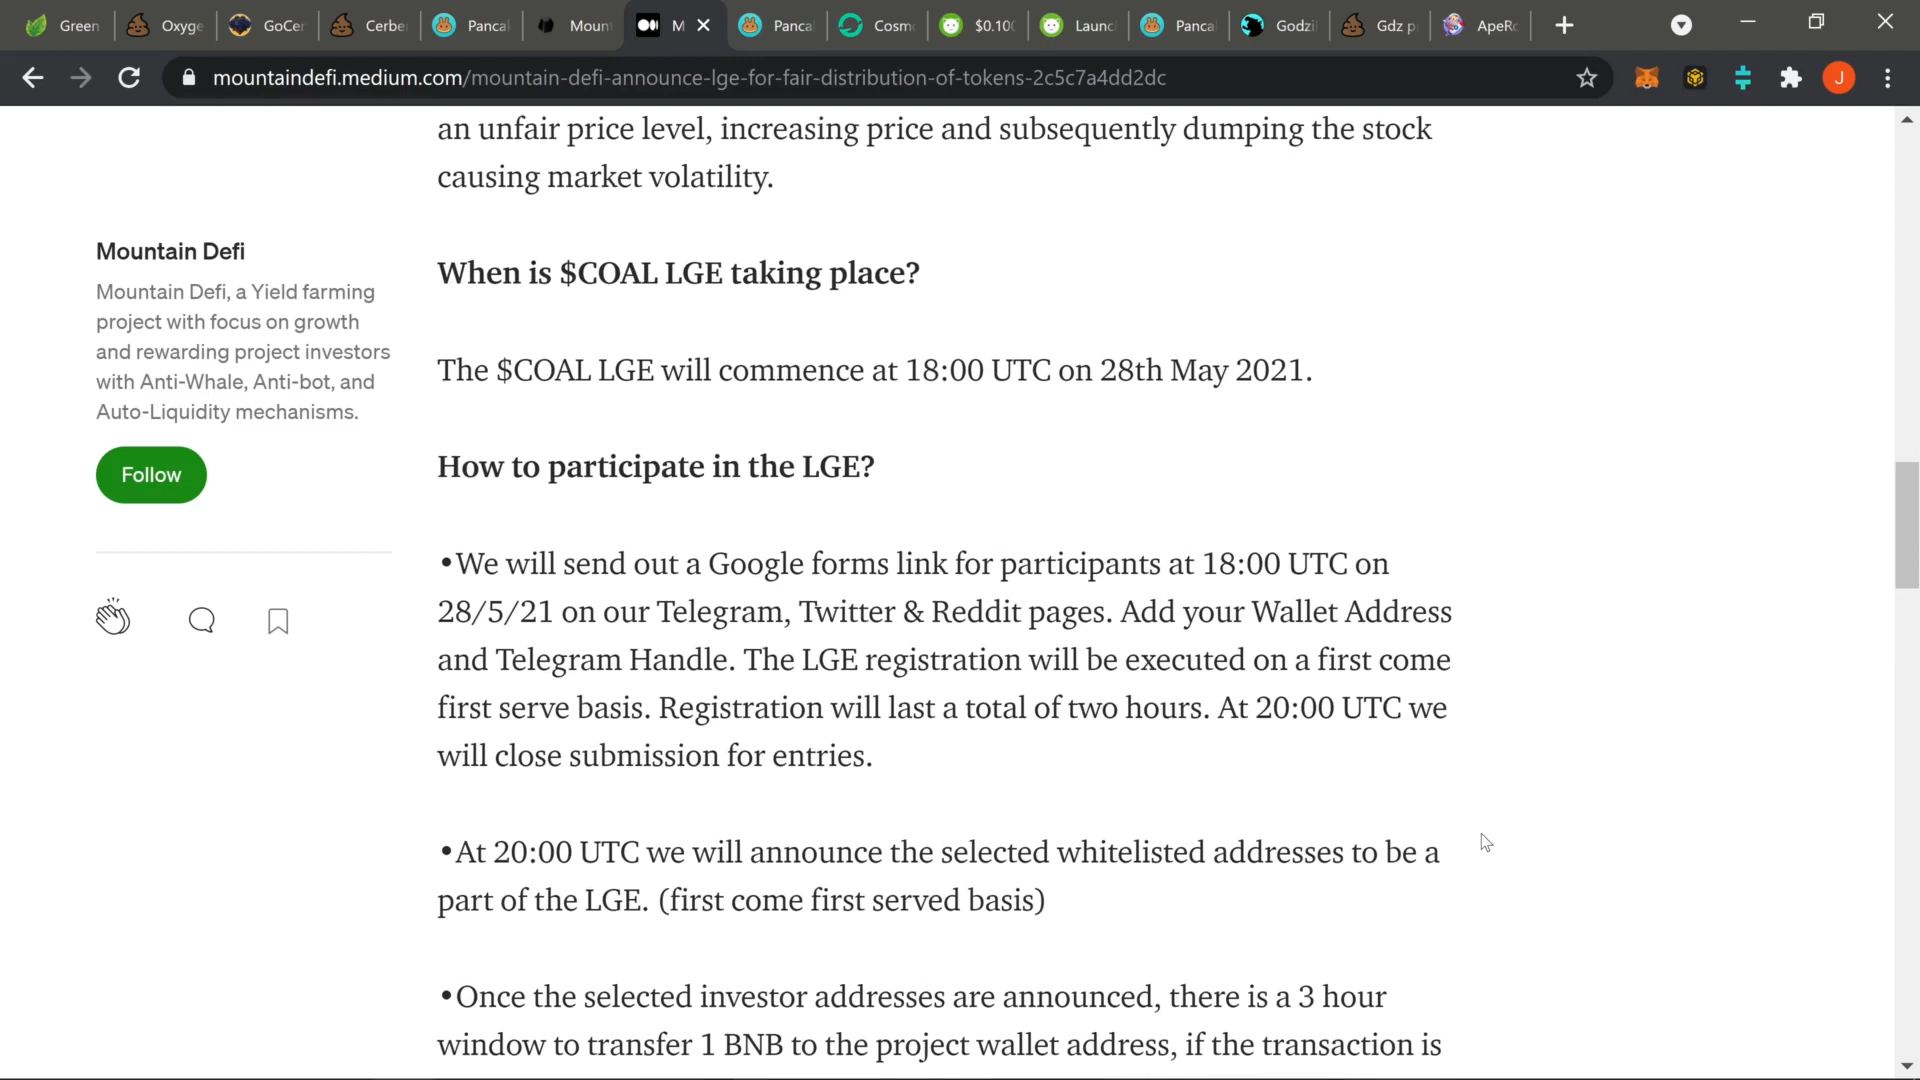 Green
Oxyge
GoCer
Cerbe
Panca
Mount
M
Panca
Cosm
$0.100
Launc
Panca
Godzi
Gdz p
ApeRo
mountaindefi.medium.com/mountain-defi-announce-lge-for-fair-distribution-of-tokens-2c5c7a4dd2dc
J
an unfair price level, increasing price and subsequently dumping the stock
causing market volatility.
Mountain Defi
Mountain Defi, a Yield farming
project with focus on growth
and rewarding project investors
with Anti-Whale, Anti-bot, and
Auto-Liquidity mechanisms.
Follow
When is $COAL LGE taking place?
The $COAL LGE will commence at 18:00 UTC on 28th May 2021.
How to participate in the LGE?
•We will send out a Google forms link for participants at 18:00 UTC on
28/5/21 on our Telegram, Twitter & Reddit pages. Add your Wallet Address
and Telegram Handle. The LGE registration will be executed on a first come
first serve basis. Registration will last a total of two hours. At 20:00 UTC we
will close submission for entries.
•At 20:00 UTC we will announce the selected whitelisted addresses to be a
part of the LGE. (first come first served basis)
•Once the selected investor addresses are announced, there is a 3 hour
window to transfer 1 BNB to the project wallet address, if the transaction is